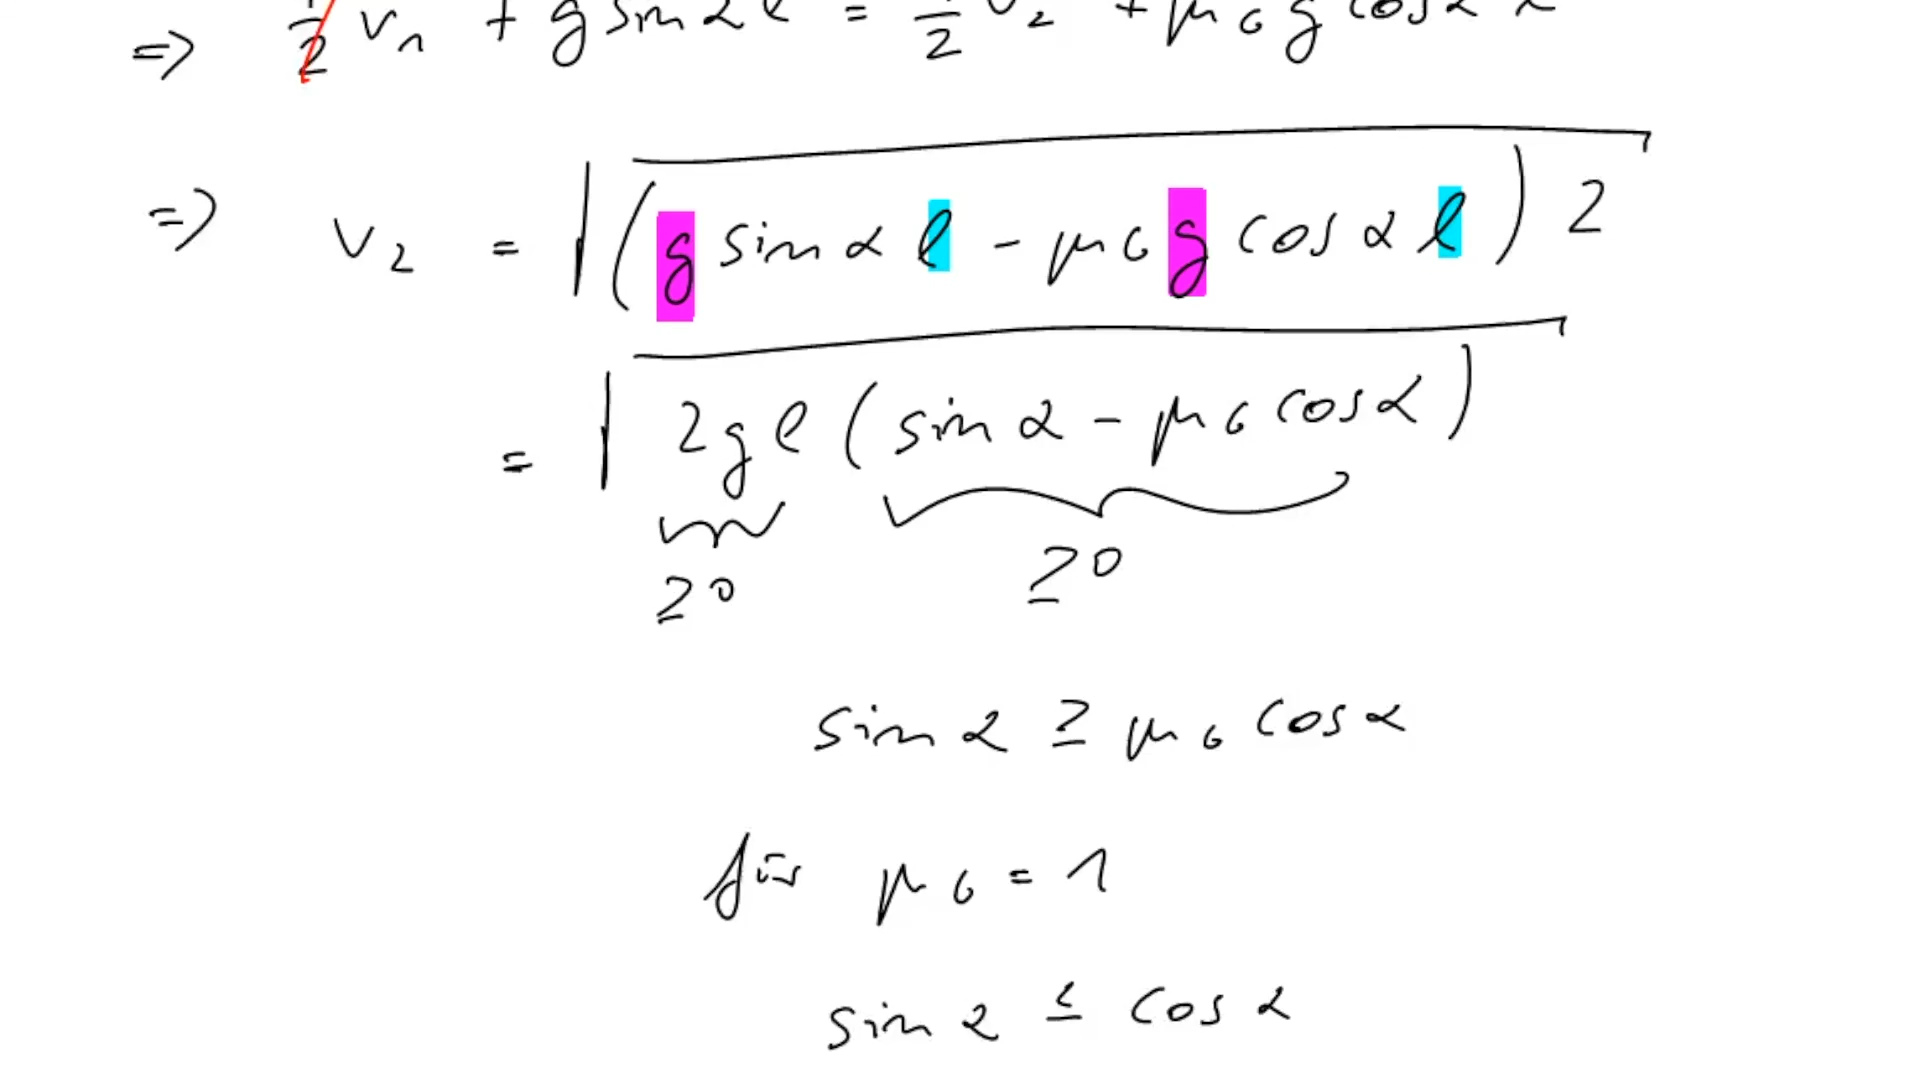 => 1/2 v₁ + g sin α l = 1/2 v₂ + μ_G g cos α l
=> v₂ = √((g sin α l - μ_G g cos α l) 2)
= √(2gl (sin α - μ_G cos α))
≥0 ≥0
sin α ≥ μ_G cos α
für μ_G = 1
sin α ≤ cos α